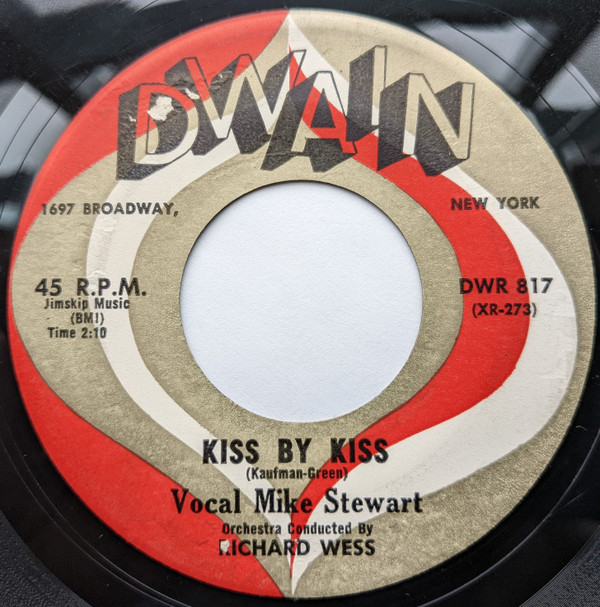 DWAIN
1697 BROADWAY,
NEW YORK
45 R.P.M.
Jimskip Music
(BMI)
Time 2:10
DWR 817
(XR-273)
KISS BY KISS
(Kaufman-Green)
Vocal Mike Stewart
Orchestra Conducted By
RICHARD WESS